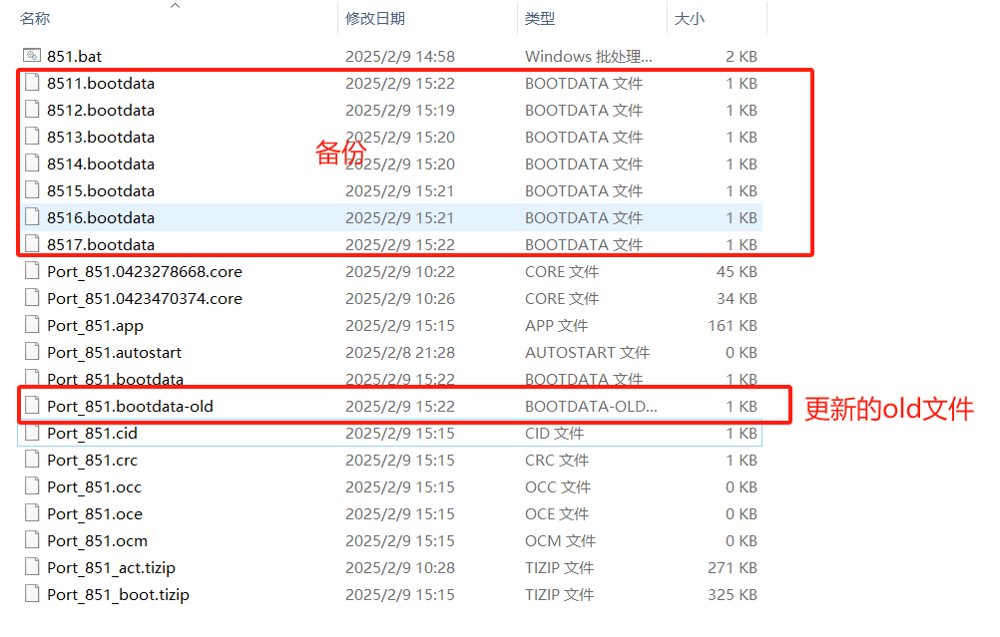 名称 修改日期 类型 大小
851.bat 2025/2/9 14:58 Windows 批处理... 2 KB
8511.bootdata 2025/2/9 15:22 BOOTDATA 文件 1 KB
8512.bootdata 2025/2/9 15:19 BOOTDATA 文件 1 KB
8513.bootdata 2025/2/9 15:20 BOOTDATA 文件 1 KB
备份
8514.bootdata 2025/2/9 15:20 BOOTDATA 文件 1 KB
8515.bootdata 2025/2/9 15:21 BOOTDATA 文件 1 KB
8516.bootdata 2025/2/9 15:21 BOOTDATA 文件 1 KB
8517.bootdata 2025/2/9 15:22 BOOTDATA 文件 1 KB
Port_851.0423278668.core 2025/2/9 10:22 CORE 文件 45 KB
Port_851.0423470374.core 2025/2/9 10:26 CORE 文件 34 KB
Port_851.app 2025/2/9 15:15 APP 文件 161 KB
Port_851.autostart 2025/2/8 21:28 AUTOSTART 文件 0 KB
Port_851.bootdata 2025/2/9 15:22 BOOTDATA 文件 1 KB
Port_851.bootdata-old 2025/2/9 15:22 BOOTDATA-OLD... 1 KB 更新的old文件
Port_851.cid 2025/2/9 15:15 CID 文件 1 KB
Port_851.crc 2025/2/9 15:15 CRC 文件 1 KB
Port_851.occ 2025/2/9 15:15 OCC 文件 0 KB
Port_851.oce 2025/2/9 15:15 OCE 文件 0 KB
Port_851.ocm 2025/2/9 15:15 OCM 文件 0 KB
Port_851_act.tizip 2025/2/9 10:28 TIZIP 文件 271 KB
Port_851_boot.tizip 2025/2/9 15:15 TIZIP 文件 325 KB